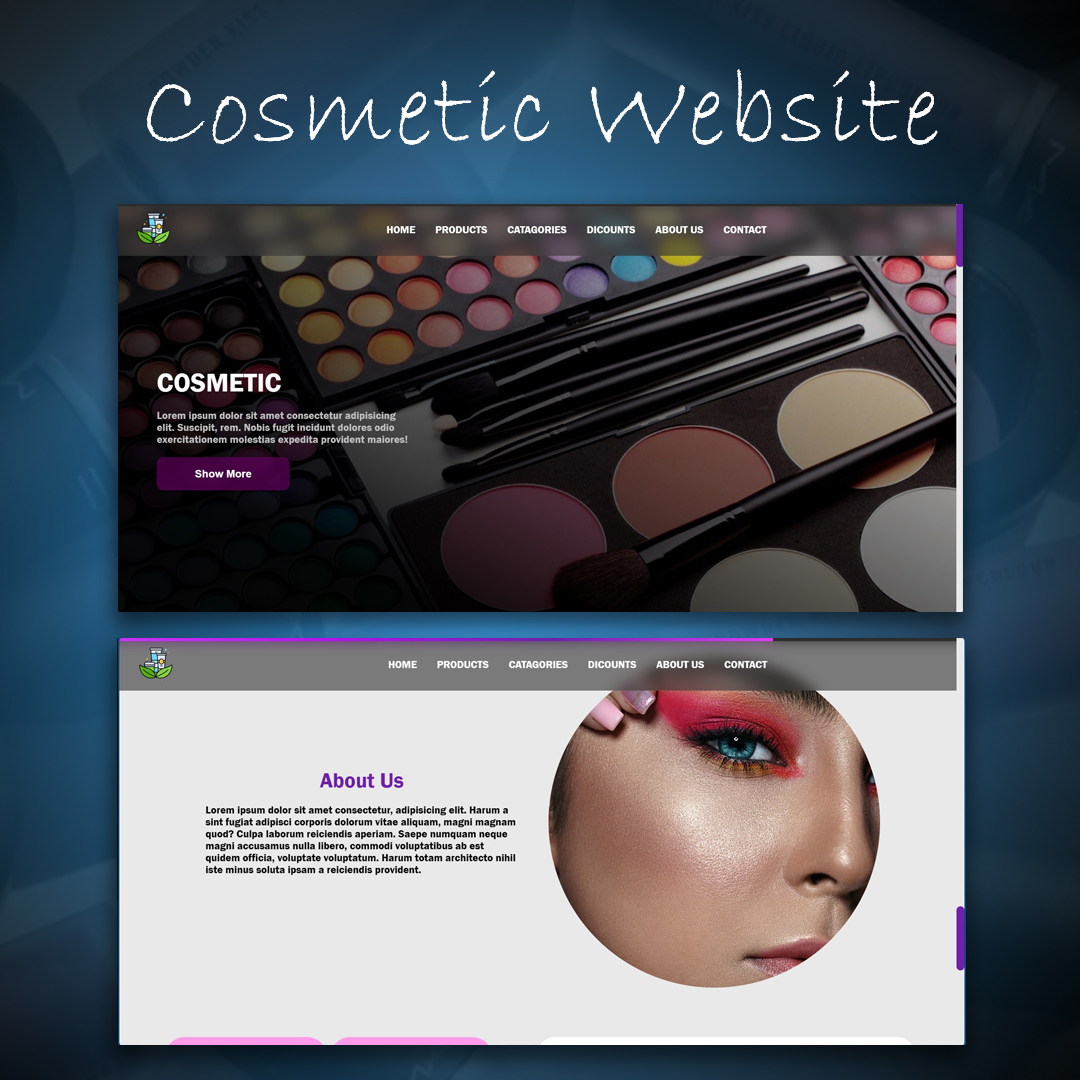 Cosmetic Website
HOME PRODUCTS CATAGORIES DICOUNTS ABOUT US CONTACT
COSMETIC
Lorem ipsum dolor sit amet consectetur adipisicing
elit. Suscipit, rem. Nobis fugit incidunt dolores odio
exercitationem molestias expedita provident maiores!
Show More
HOME PRODUCTS CATAGORIES DICOUNTS ABOUT US CONTACT
About Us
Lorem ipsum dolor sit amet consectetur, adipisicing elit. Harum a
sint fugiat adipisci corporis dolorum vitae aliquam, magni magnam
quod? Culpa laborum reiciendis aperiam. Saepe numquam neque
magni accusamus nulla libero, commodi voluptatibus ab est
quidem officia, voluptate voluptatum. Harum totam architecto nihil
iste minus soluta ipsam a reiciendis provident.